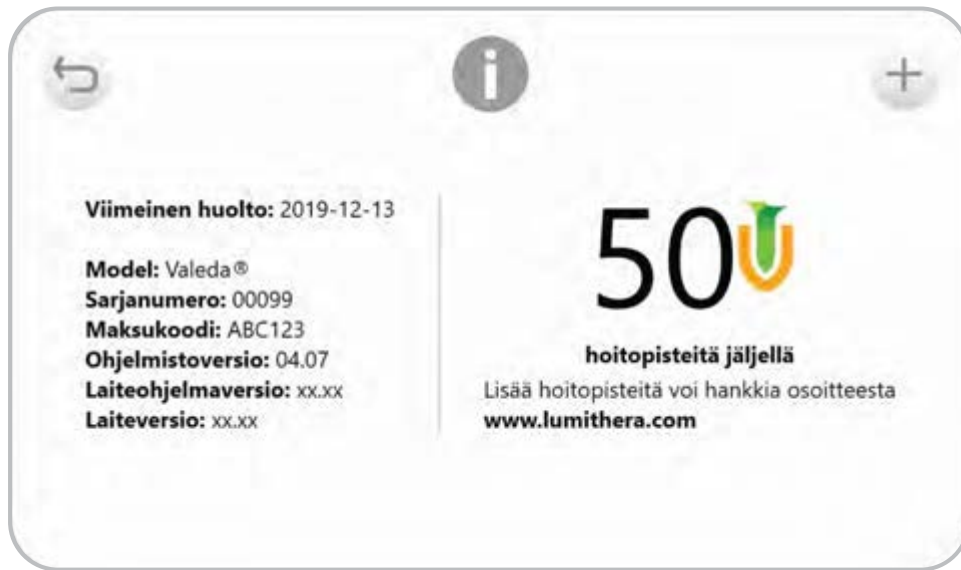 Viimeinen huolto: 2019-12-13
Model: Valeda®
Sarjanumero: 00099
Maksukoodi: ABC123
Ohjelmistoversio: 04.07
Laiteohjelmaversio: xx.xx
Laiteversio: xx.xx
50
hoitopisteitä jäljellä
Lisää hoitopisteitä voi hankkia osoitteesta
www.lumithera.com